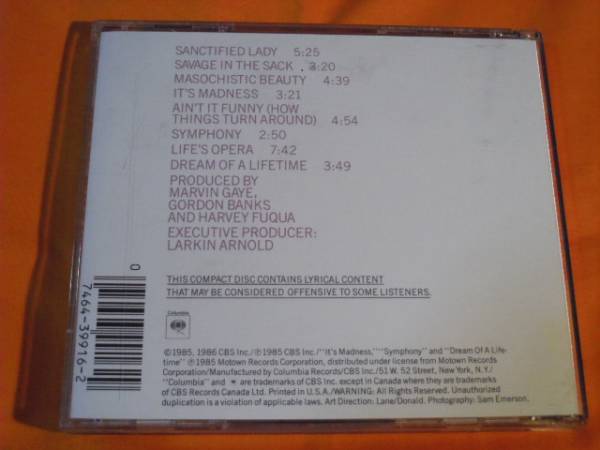 SANCTIFIED LADY 5:25
SAVAGE IN THE SACK 3:20
MASOCHISTIC BEAUTY 4:39
IT'S MADNESS 3:21
AIN'T IT FUNNY (HOW
THINGS TURN AROUND) 4:54
SYMPHONY 2:50
LIFE'S OPERA 7:42
DREAM OF A LIFETIME 3:49
PRODUCED BY
MARVIN GAYE,
GORDON BANKS
AND HARVEY FUQUA
EXECUTIVE PRODUCER:
LARKIN ARNOLD
0
7464-39916-2
THIS COMPACT DISC CONTAINS LYRICAL CONTENT
THAT MAY BE CONSIDERED OFFENSIVE TO SOME LISTENERS.
Columbia
©1985, 1986 CBS Inc./℗ 1985 CBS Inc./"It's Madness," "Symphony" and "Dream Of A Life-
time" ℗ 1985 Motown Records Corporation, distributed under license from Motown Records
Corporation/Manufactured by Columbia Records/CBS Inc./51 W. 52 Street, New York, N.Y./
"Columbia" and are trademarks of CBS Inc. except in Canada where they are trademarks
of CBS Records Canada Ltd. Printed in U.S.A./WARNING: All Rights Reserved. Unauthorized
duplication is a violation of applicable laws. Art Direction: Lane/Donald. Photography: Sam Emerson.